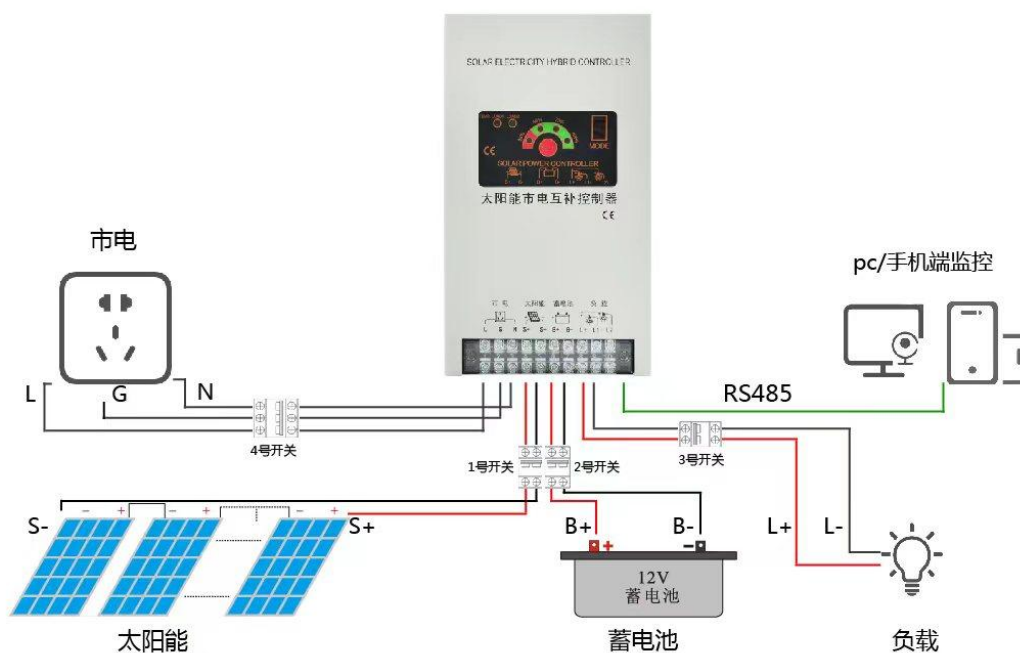 SOLAR ELECTRICITY HYBRID CONTROLLER
MODE
CE
SOLAR POWER CONTROLLER
太阳能市电互补控制器
CE
市电
pc/手机端监控
市电 太阳能 蓄电池 负载
L G N S+ S+ B+ B- L+ L- L-
L G N
RS485
4号开关
1号开关 2号开关 3号开关
S- - + - + - + S+
B+ B- L+ L-
+ -
12V
蓄电池
太阳能 蓄电池 负载